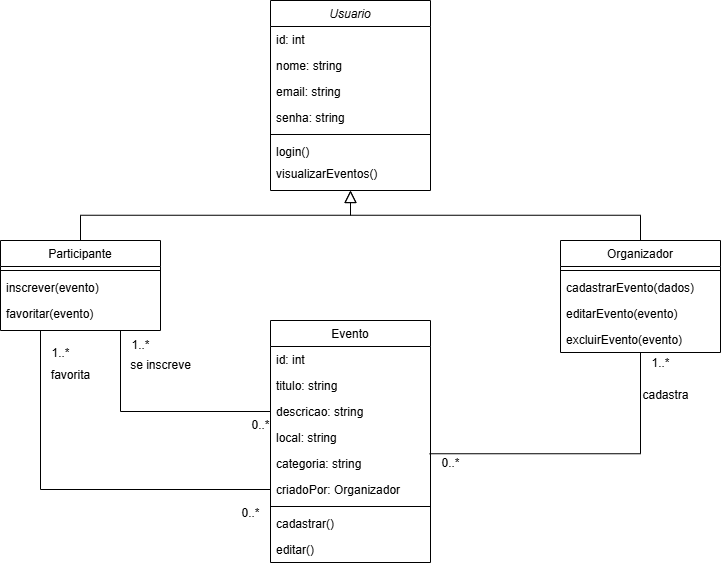 Usuario
id: int
nome: string
email: string
senha: string
login()
visualizarEventos()
Participante
inscrever(evento)
favoritar(evento)
Organizador
cadastrarEvento(dados)
editarEvento(evento)
excluirEvento(evento)
1..*
favorita
1..*
se inscreve
1..*
cadastra
Evento
id: int
titulo: string
descricao: string
local: string
categoria: string
criadoPor: Organizador
cadastrar()
editar()
0..*
0..*
0..*